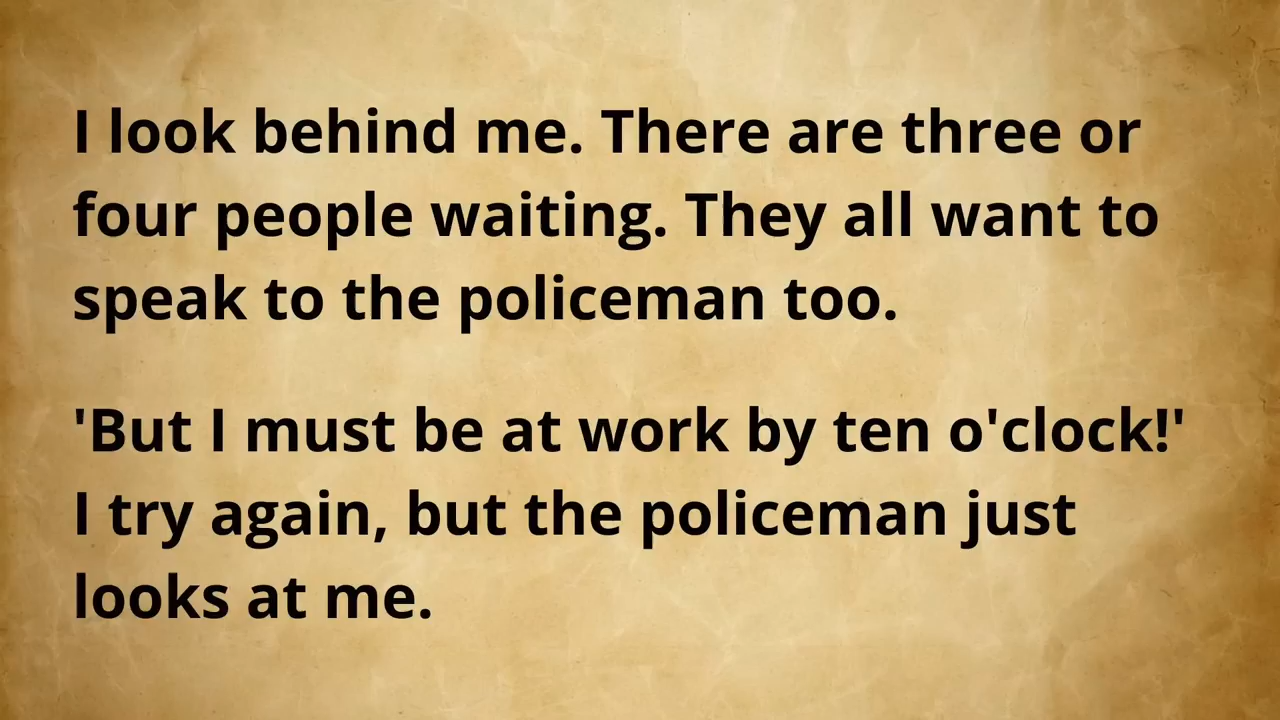 I look behind me. There are three or
four people waiting. They all want to
speak to the policeman too.
'But I must be at work by ten o'clock!'
I try again, but the policeman just
looks at me.